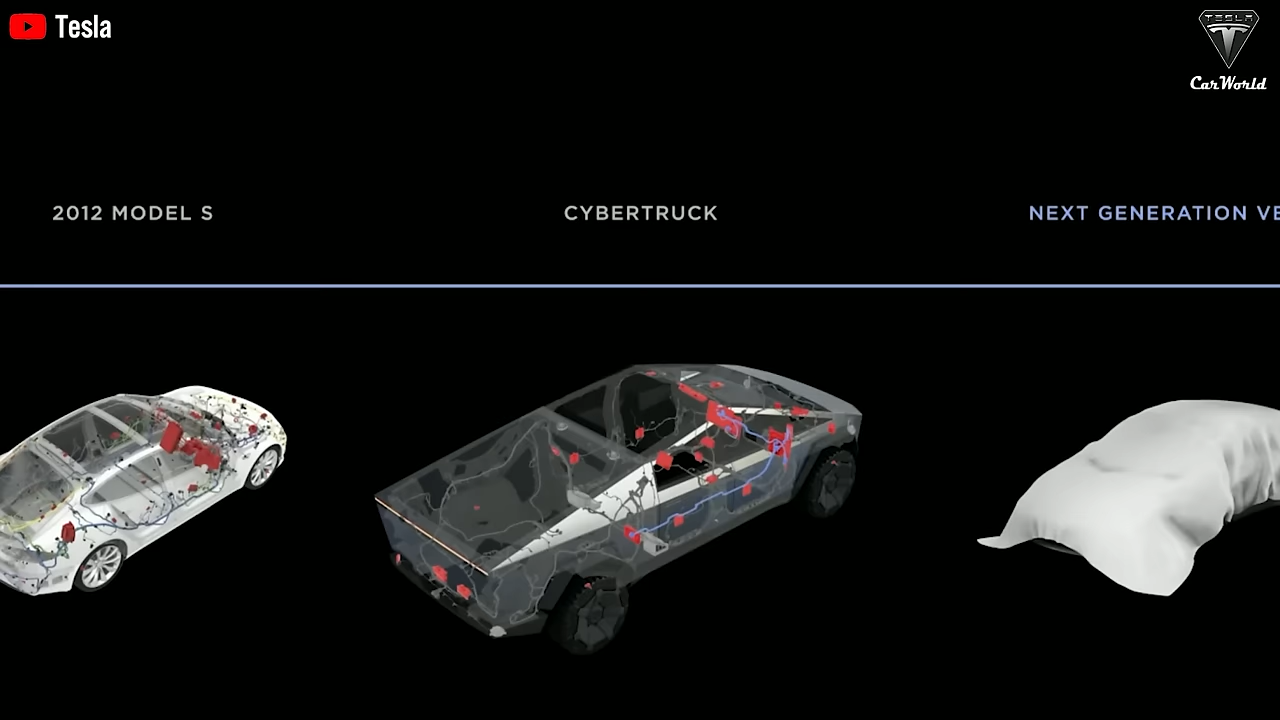 Tesla
TESLA
CarWorld
2012 MODEL S
CYBERTRUCK
NEXT GENERATION VE